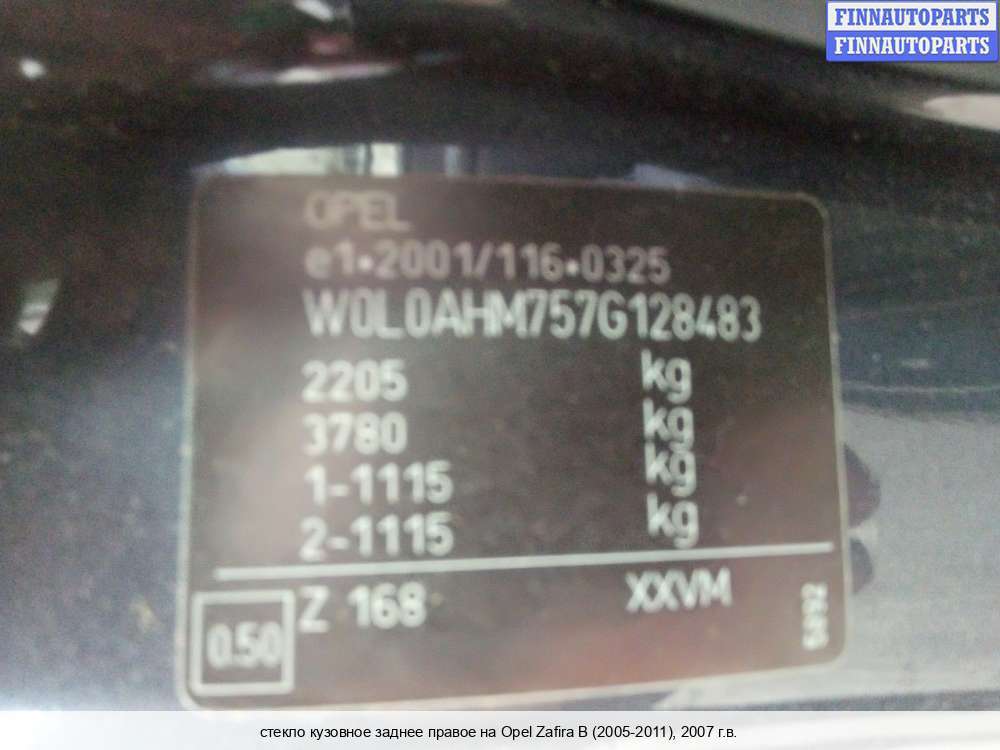 FINNAUTOPARTS
FINNAUTOPARTS
OPEL
e1*2001/116*0325
W0L0AHM757G128483
2205 kg
3780 kg
1-1115 kg
2-1115 kg
0.50 Z 168 XXVM
2685
стекло кузовное заднее правое на Opel Zafira B (2005-2011), 2007 г.в.